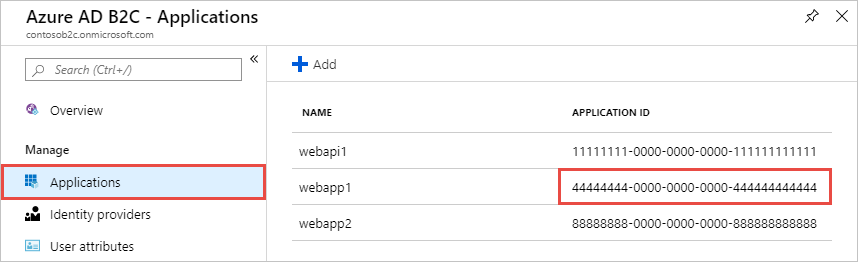 Azure AD B2C - Applications
contosob2c.onmicrosoft.com
Search (Ctrl+/)
Overview
Manage
Applications
Identity providers
User attributes
Add
NAME APPLICATION ID
webapi1 11111111-0000-0000-0000-111111111111
webapp1 44444444-0000-0000-0000-444444444444
webapp2 88888888-0000-0000-0000-888888888888